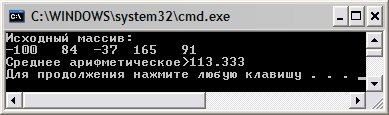 C:\WINDOWS\system32\cmd.exe
Исходный массив:
-100 84 -37 165 91
Среднее арифметическое>113.333
Для продолжения нажмите любую клавишу . . .